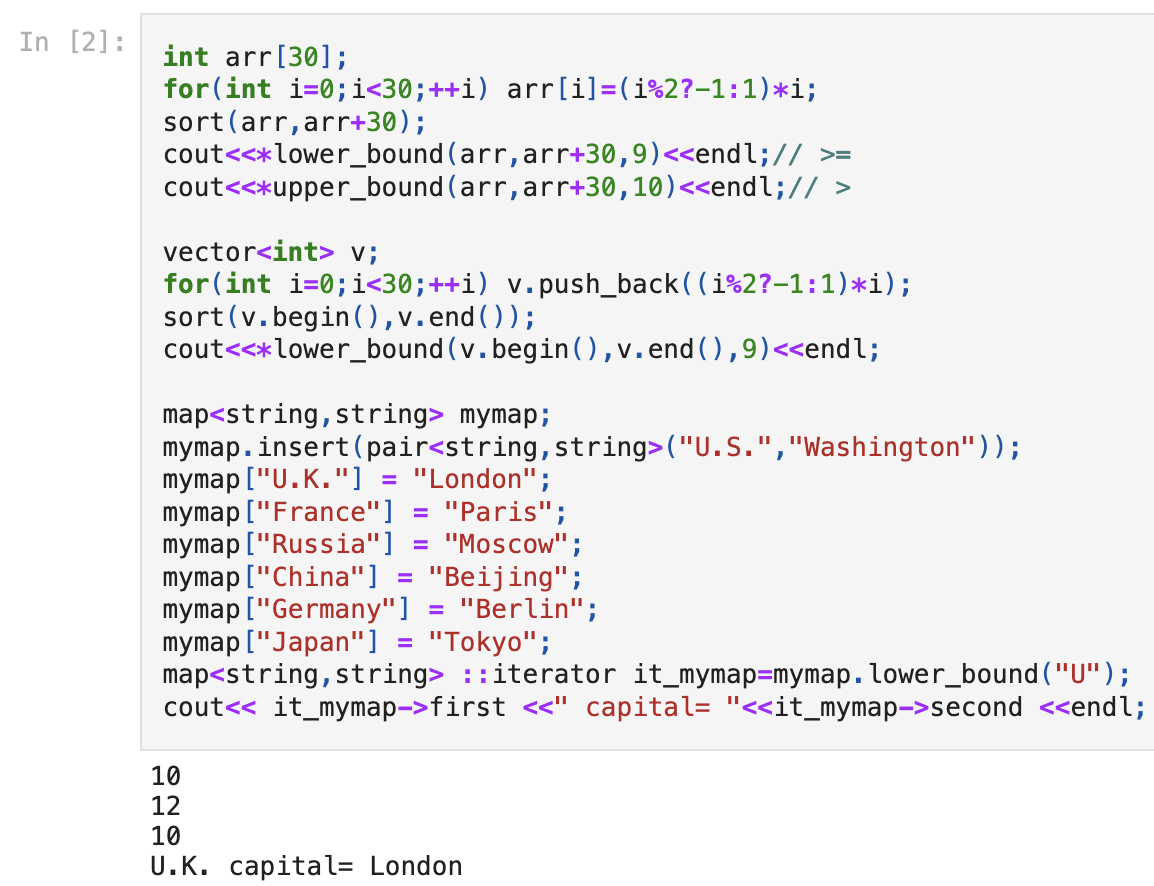 In [2]:
int arr[30];
for(int i=0;i<30;++i) arr[i]=(i%2?-1:1)*i;
sort(arr,arr+30);
cout<<*lower_bound(arr,arr+30,9)<<endl;// >=
cout<<*upper_bound(arr,arr+30,10)<<endl;// >
vector<int> v;
for(int i=0;i<30;++i) v.push_back((i%2?-1:1)*i);
sort(v.begin(),v.end());
cout<<*lower_bound(v.begin(),v.end(),9)<<endl;
map<string,string> mymap;
mymap.insert(pair<string,string>("U.S.","Washington"));
mymap["U.K."] = "London";
mymap["France"] = "Paris";
mymap["Russia"] = "Moscow";
mymap["China"] = "Beijing";
mymap["Germany"] = "Berlin";
mymap["Japan"] = "Tokyo";
map<string,string> ::iterator it_mymap=mymap.lower_bound("U");
cout<< it_mymap->first <<" capital= "<<it_mymap->second <<endl;
10
12
10
U.K. capital= London